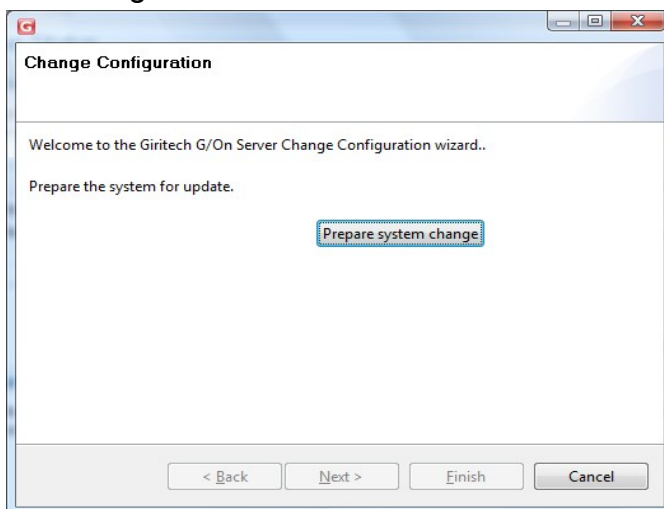 G
Change Configuration
Welcome to the Giritech G/On Server Change Configuration wizard..
Prepare the system for update.
Prepare system change
< Back Next > Finish Cancel